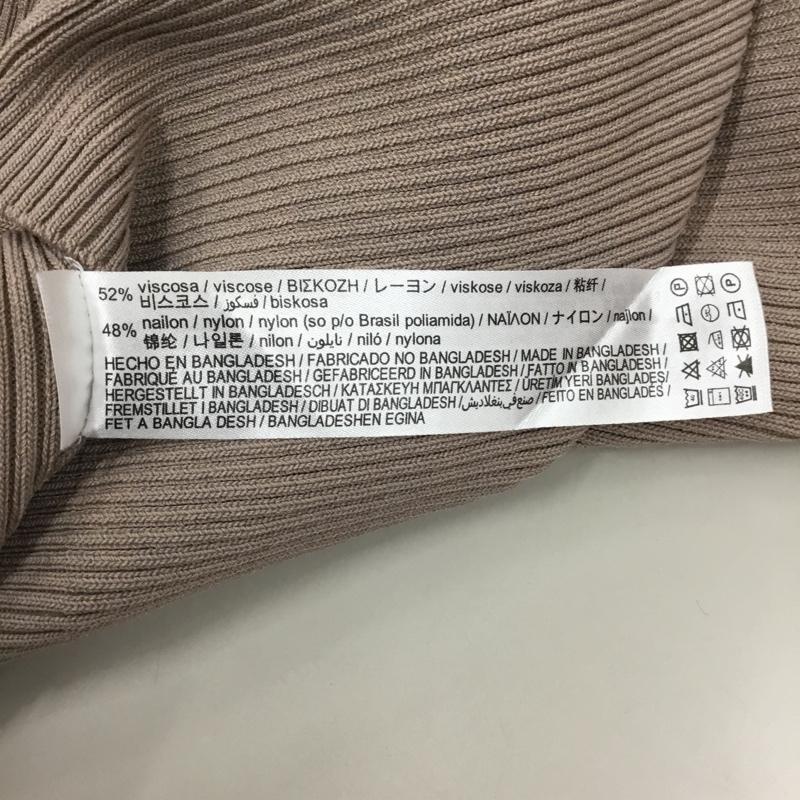 52% viscosa / viscose / ΒΙΣΚΟΖΗ / レーヨン / viskose / viskoza / 粘纤 /
비스코스 / فسكوز / biskosa
48% nailon / nylon / nylon (so p/o Brasil poliamida) / NAΪΛON / ナイロン / najlon /
锦纶 / 나일론 / nilon / نايلون / niló / nylona
HECHO EN BANGLADESH / FABRICADO NO BANGLADESH / MADE IN BANGLADESH /
FABRIQUÉ AU BANGLADESH / GEFABRICEERD IN BANGLADESH / FATTO IN BANGLADESH /
HERGESTELLT IN BANGLADESCH / ΚΑΤΑΣΚΕΥΗ ΜΠΑΓΚΛΑΝΤΕΣ / ÜRETIM YERİ BANGLADEŞ /
FREMSTILLET I BANGLADESH / DIBUAT DI BANGLADESH / صنع في بنغلاديش / FEITO EN BANGLADÉS /
FET A BANGLA DESH / BANGLADESHEN EGINA